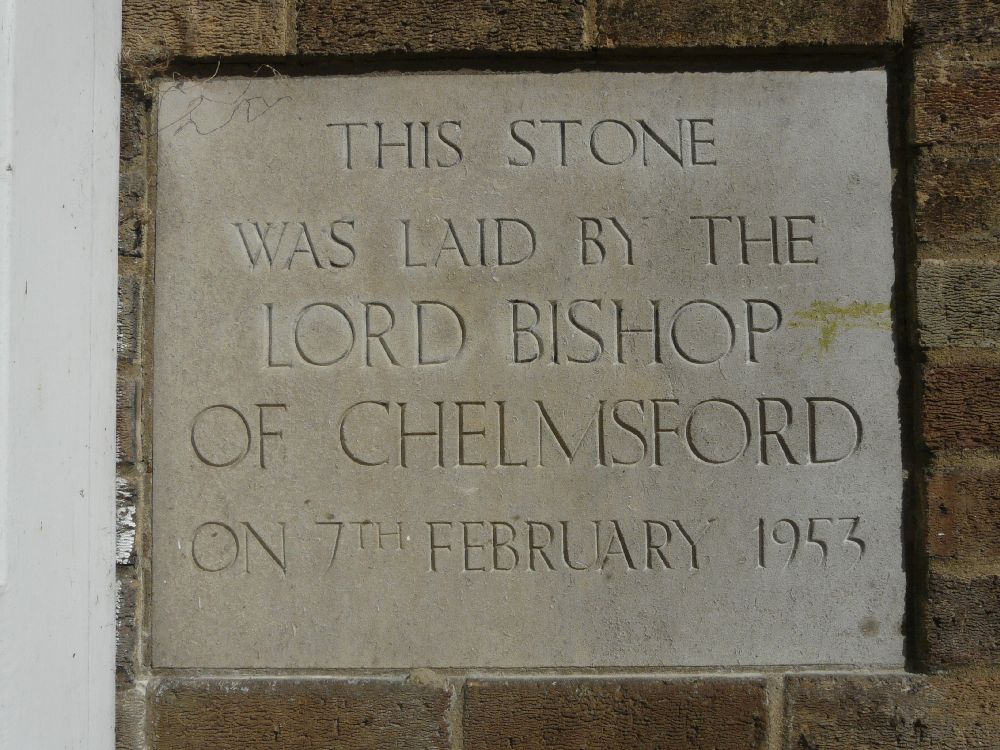 THIS STONE
WAS LAID BY THE
LORD BISHOP
OF CHELMSFORD
ON 7TH FEBRUARY 1953